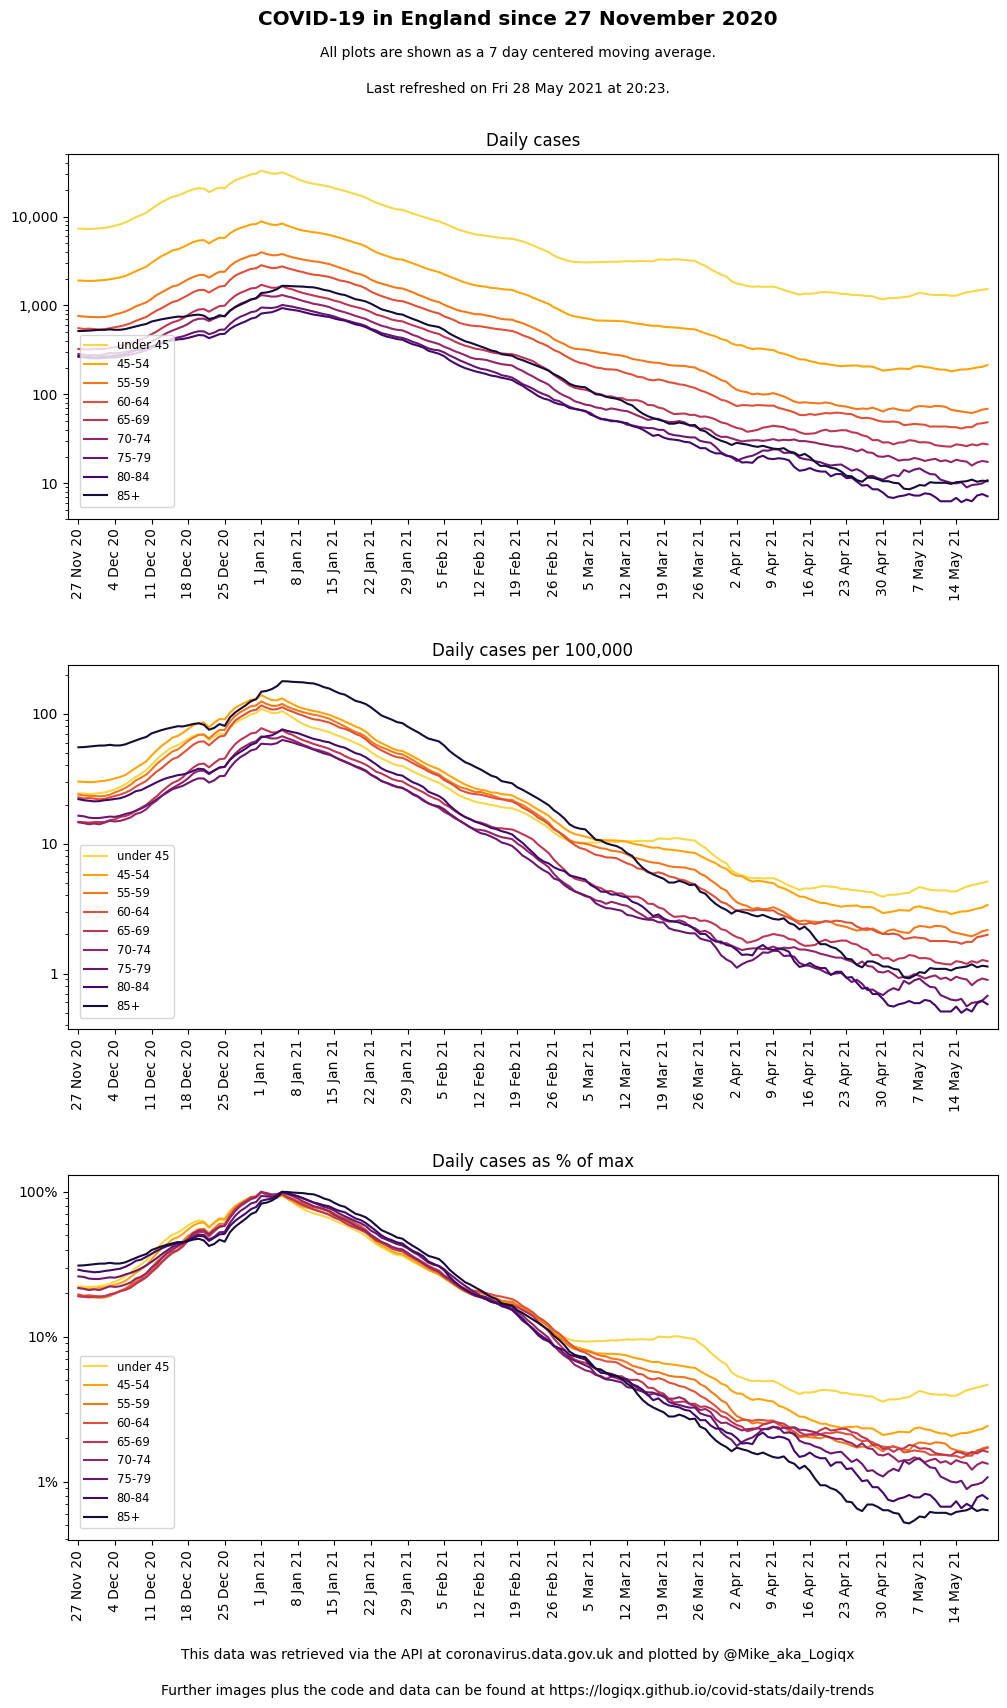 COVID-19 in England since 27 November 2020
All plots are shown as a 7 day centered moving average.
Last refreshed on Fri 28 May 2021 at 20:23.
Daily cases
10,000
1,000
100
10
under 45
45-54
55-59
60-64
65-69
70-74
75-79
80-84
85+
27 Nov 20
4 Dec 20
11 Dec 20
18 Dec 20
25 Dec 20
1 Jan 21
8 Jan 21
15 Jan 21
22 Jan 21
29 Jan 21
5 Feb 21
12 Feb 21
19 Feb 21
26 Feb 21
5 Mar 21
12 Mar 21
19 Mar 21
26 Mar 21
2 Apr 21
9 Apr 21
16 Apr 21
23 Apr 21
30 Apr 21
7 May 21
14 May 21
Daily cases per 100,000
100
10
1
under 45
45-54
55-59
60-64
65-69
70-74
75-79
80-84
85+
27 Nov 20
4 Dec 20
11 Dec 20
18 Dec 20
25 Dec 20
1 Jan 21
8 Jan 21
15 Jan 21
22 Jan 21
29 Jan 21
5 Feb 21
12 Feb 21
19 Feb 21
26 Feb 21
5 Mar 21
12 Mar 21
19 Mar 21
26 Mar 21
2 Apr 21
9 Apr 21
16 Apr 21
23 Apr 21
30 Apr 21
7 May 21
14 May 21
Daily cases as % of max
100%
10%
1%
under 45
45-54
55-59
60-64
65-69
70-74
75-79
80-84
85+
27 Nov 20
4 Dec 20
11 Dec 20
18 Dec 20
25 Dec 20
1 Jan 21
8 Jan 21
15 Jan 21
22 Jan 21
29 Jan 21
5 Feb 21
12 Feb 21
19 Feb 21
26 Feb 21
5 Mar 21
12 Mar 21
19 Mar 21
26 Mar 21
2 Apr 21
9 Apr 21
16 Apr 21
23 Apr 21
30 Apr 21
7 May 21
14 May 21
This data was retrieved via the API at coronavirus.data.gov.uk and plotted by @Mike_aka_Logiqx
Further images plus the code and data can be found at https://logiqx.github.io/covid-stats/daily-trends